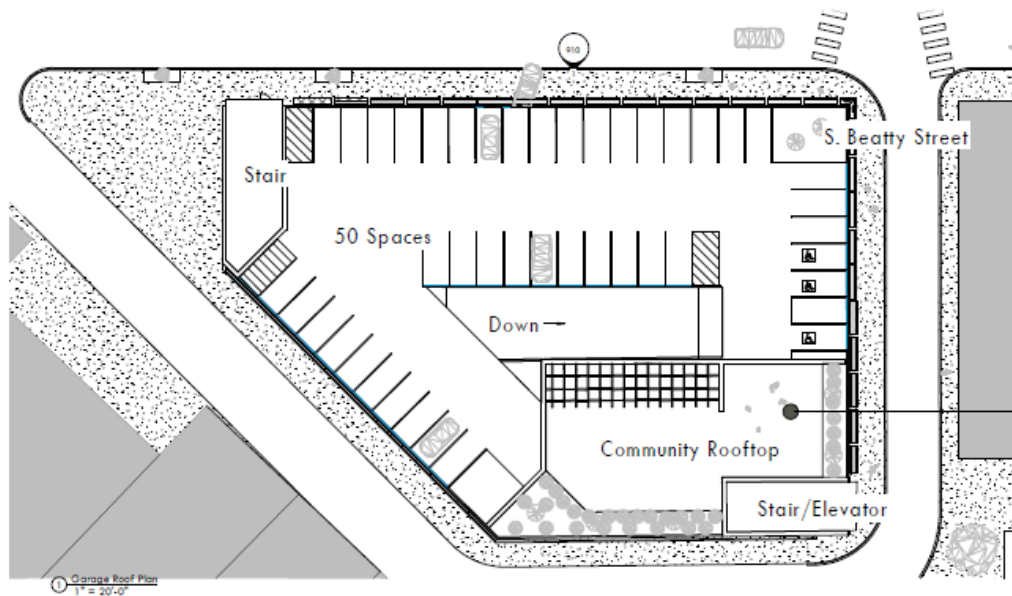 910
S. Beatty Street
Stair
50 Spaces
Down
Community Rooftop
Stair/Elevator
1 Garage Roof Plan
1" = 20'-0"